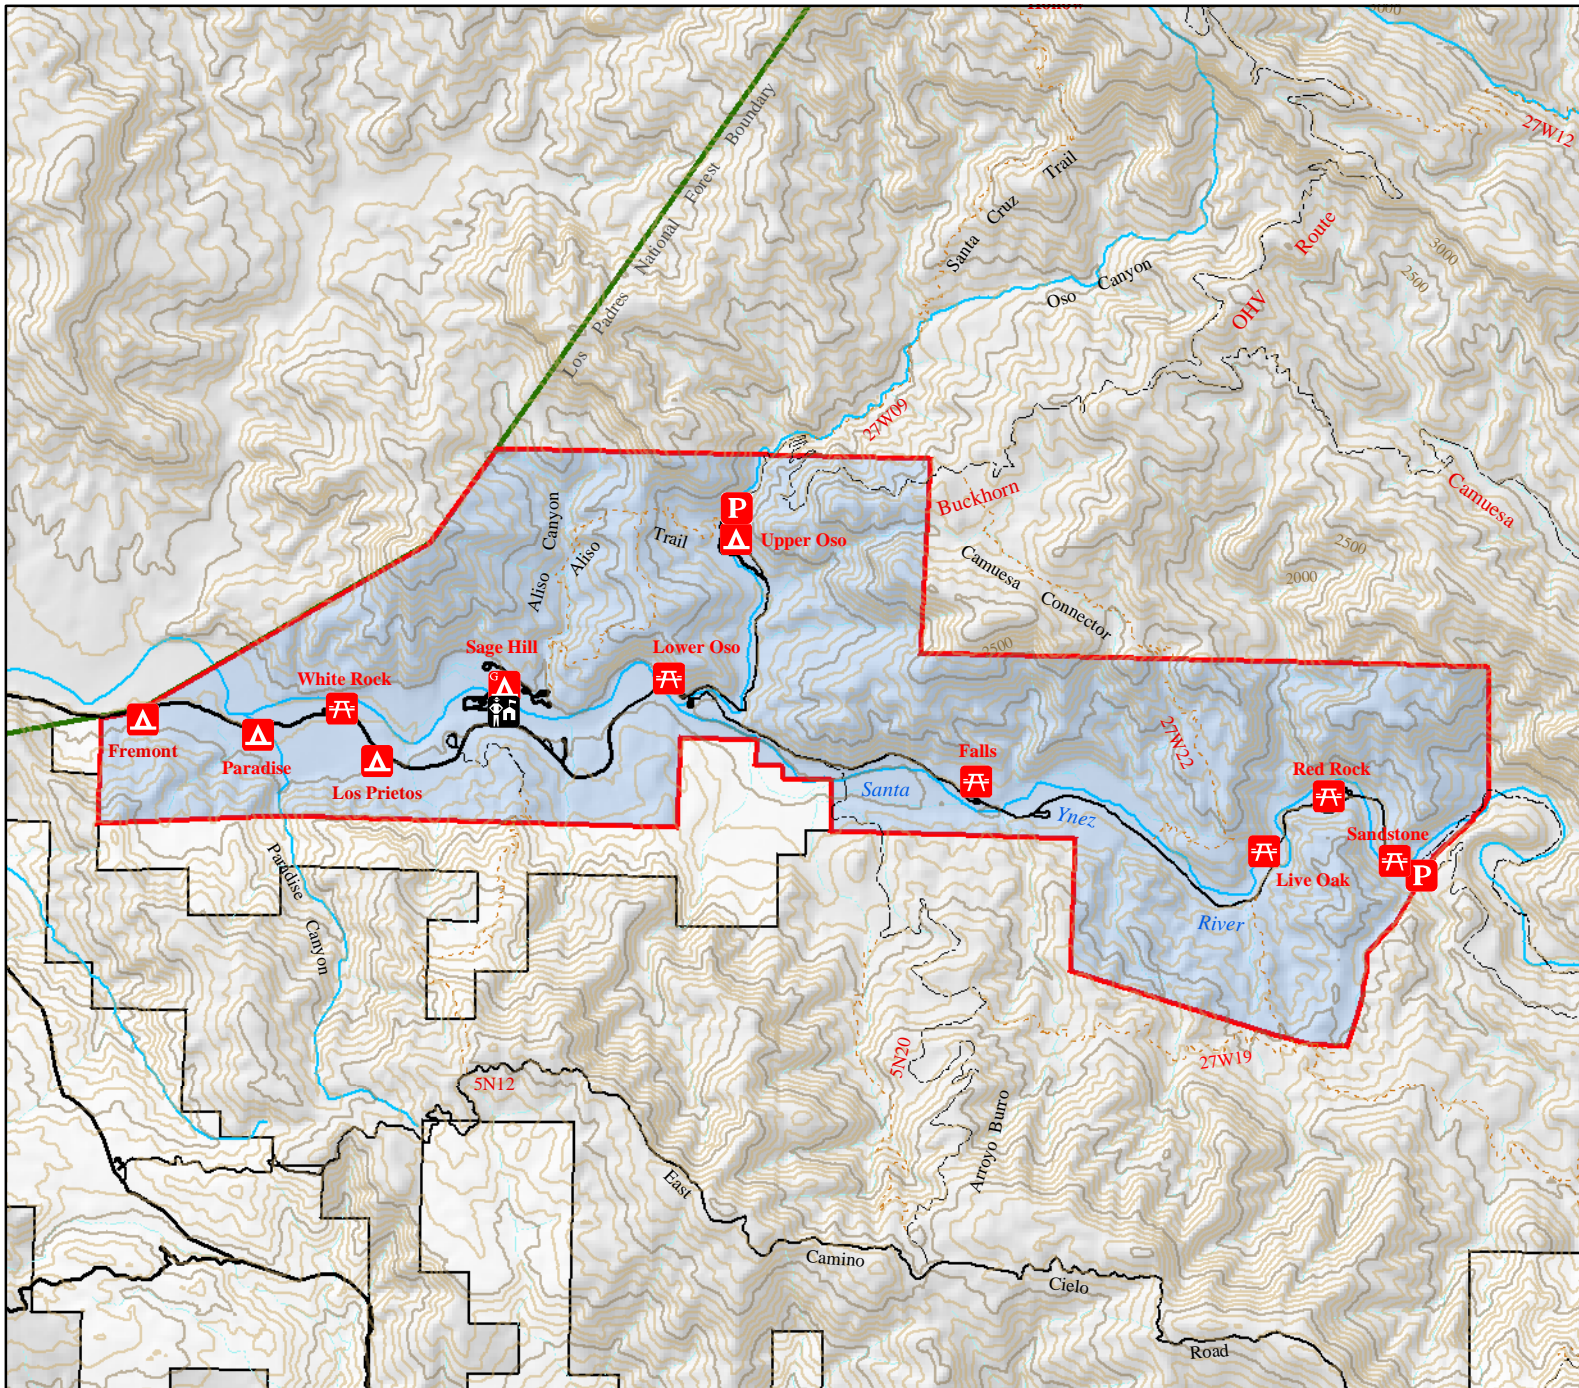 Hollow
3000
27W12
Los Padres National Forest Boundary
Santa Cruz Trail
Oso Canyon
OHV Route
3000
2500
27W09
Buckhorn
Camuesa
2500
2000
2500
Aliso Canyon
Aliso Trail
P
Upper Oso
Camuesa Connector
Sage Hill
G
Lower Oso
White Rock
Fremont
Paradise
Los Prietos
27W22
Falls
Red Rock
Santa Ynez River
Sandstone
P
Live Oak
Paradise Canyon
5N20
27W19
5N12
Arroyo Burro
East Camino Cielo Road